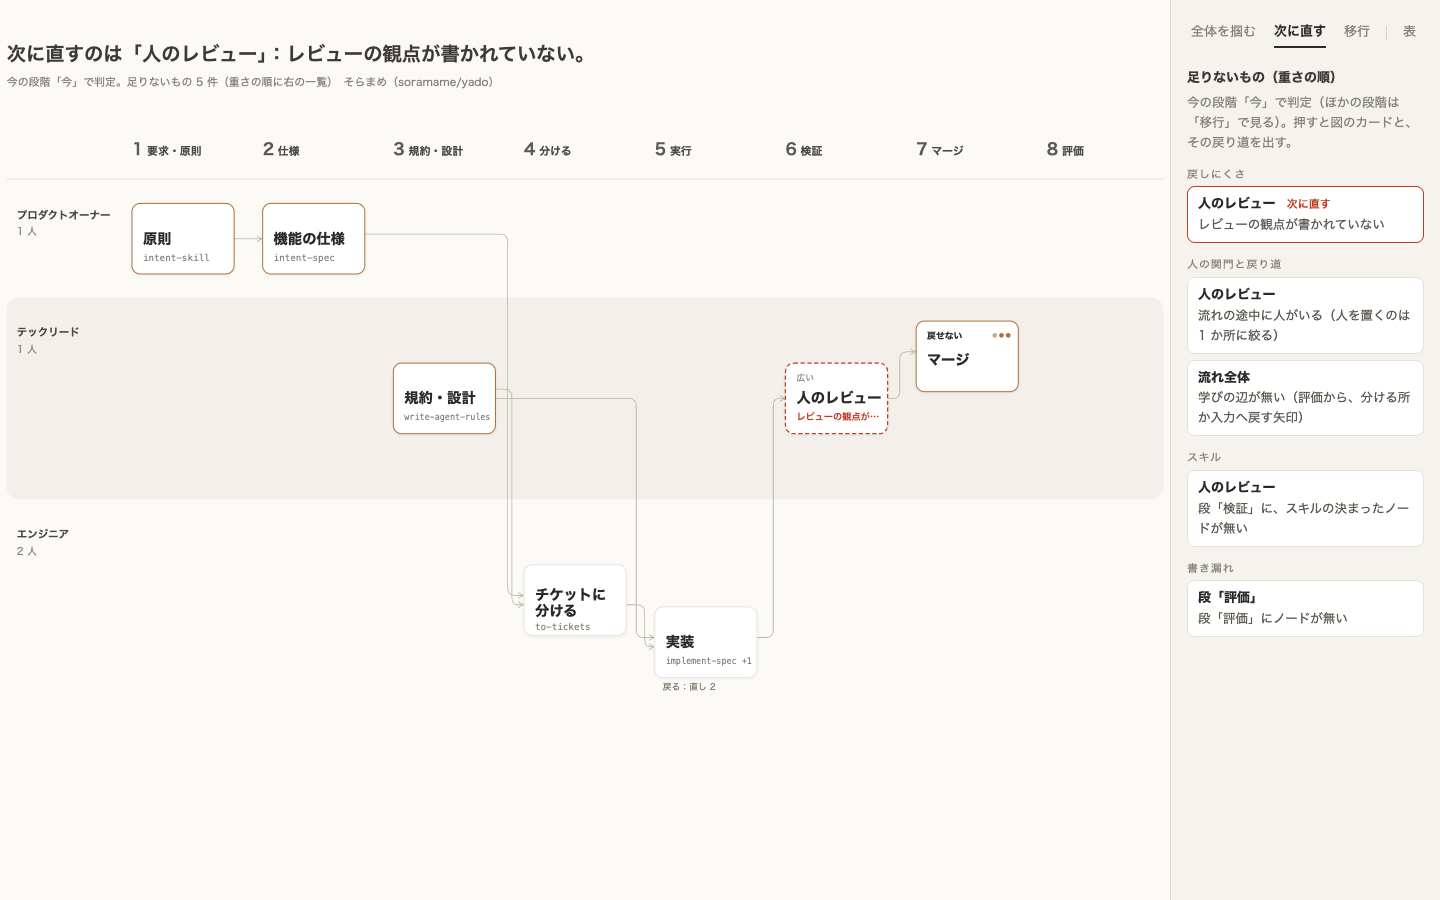 次に直すのは「人のレビュー」：レビューの観点が書かれていない。
今の段階「今」で判定。足りないもの 5 件（重さの順に右の一覧） そらまめ（soramame/yado）
1 要求・原則
2 仕様
3 規約・設計
4 分ける
5 実行
6 検証
7 マージ
8 評価
プロダクトオーナー
1 人
原則
intent-skill
機能の仕様
intent-spec
テックリード
1 人
規約・設計
write-agent-rules
広い
人のレビュー
レビューの観点が…
戻せない
マージ
エンジニア
2 人
チケットに
分ける
to-tickets
実装
implement-spec +1
戻る：直し 2
全体を掴む
次に直す
移行
表
足りないもの（重さの順）
今の段階「今」で判定（ほかの段階は
「移行」で見る）。押すと図のカードと、
その戻り道を出す。
戻しにくさ
人のレビュー 次に直す
レビューの観点が書かれていない
人の関門と戻り道
人のレビュー
流れの途中に人がいる（人を置くのは
1 か所に絞る）
流れ全体
学びの辺が無い（評価から、分ける所
か入力へ戻す矢印）
スキル
人のレビュー
段「検証」に、スキルの決まったノー
ドが無い
書き漏れ
段「評価」
段「評価」にノードが無い